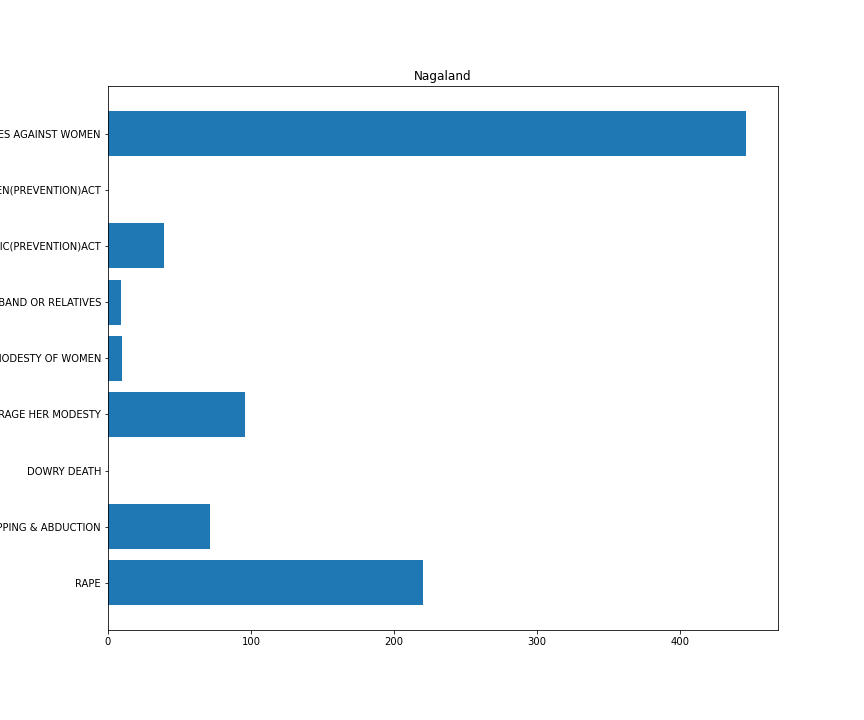 Nagaland
ES AGAINST WOMEN
EN(PREVENTION)ACT
IC(PREVENTION)ACT
BAND OR RELATIVES
MODESTY OF WOMEN
RAGE HER MODESTY
DOWRY DEATH
PPING & ABDUCTION
RAPE
0 100 200 300 400